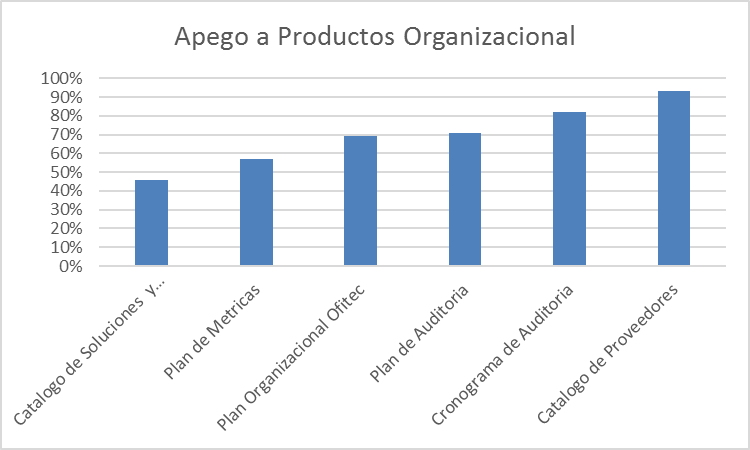 Apego a Productos Organizacional
100%
90%
80%
70%
60%
50%
40%
30%
20%
10%
0%
Catalogo de Soluciones y...
Plan de Metricas
Plan Organizacional Ofitec
Plan de Auditoria
Cronograma de Auditoria
Catalogo de Proveedores